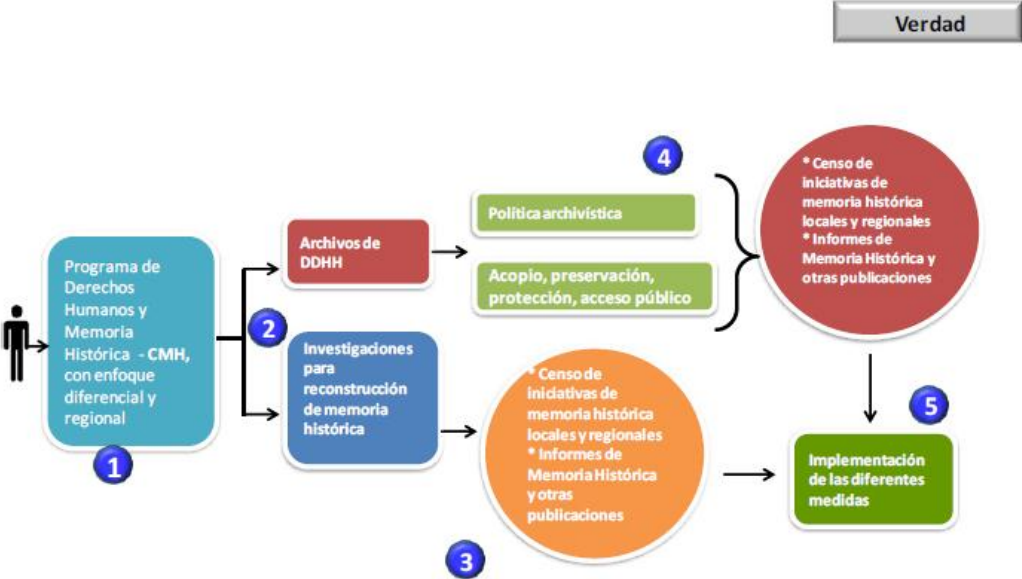 Verdad
Programa de
Derechos
Humanos y
Memoria
Histórica - CMH,
con enfoque
diferencial y
regional
1
2
Archivos de
DDHH
Investigaciones
para
reconstrucción
de memoria
histórica
4
Política archivística
Acopio, preservación,
protección, acceso público
* Censo de
iniciativas de
memoria histórica
locales y regionales
* Informes de
Memoria Histórica y
otras publicaciones
* Censo de
iniciativas de
memoria histórica
locales y regionales
* Informes de
Memoria Histórica
y otras
publicaciones
3
5
Implementación
de las diferentes
medidas